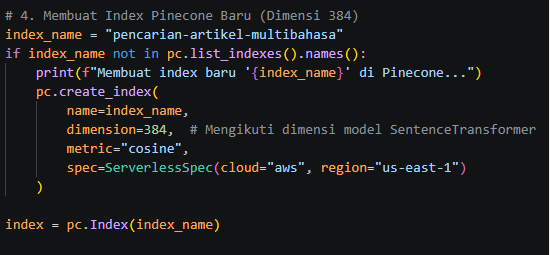 # 4. Membuat Index Pinecone Baru (Dimensi 384)
index_name = "pencarian-artikel-multibahasa"
if index_name not in pc.list_indexes().names():
    print(f"Membuat index baru '{index_name}' di Pinecone...")
    pc.create_index(
        name=index_name,
        dimension=384,  # Mengikuti dimensi model SentenceTransformer
        metric="cosine",
        spec=ServerlessSpec(cloud="aws", region="us-east-1")
    )

index = pc.Index(index_name)